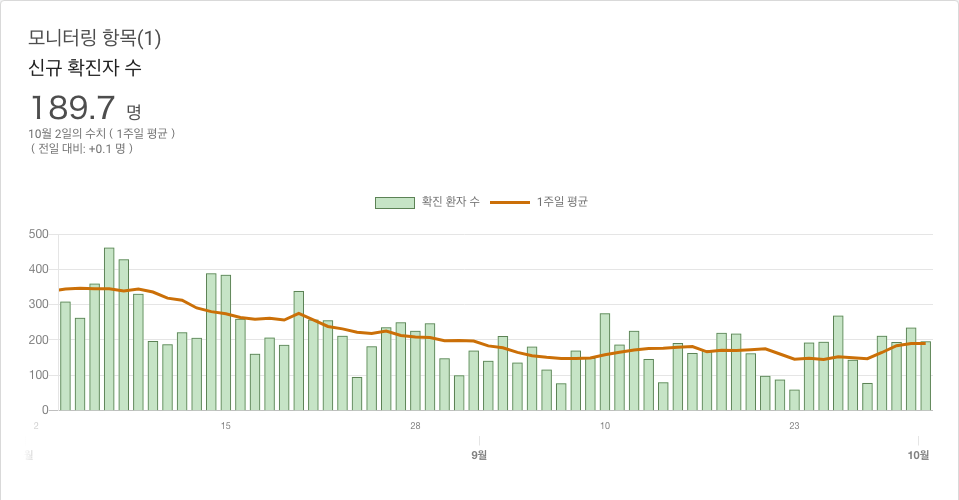 모니터링 항목(1)
신규 확진자 수
189.7 명
10월 2일의 수치 ( 1주일 평균 )
( 전일 대비: +0.1 명 )
확진 환자 수 1주일 평균
500
400
300
200
100
0
2 15 28 10 23
월 9월 10월